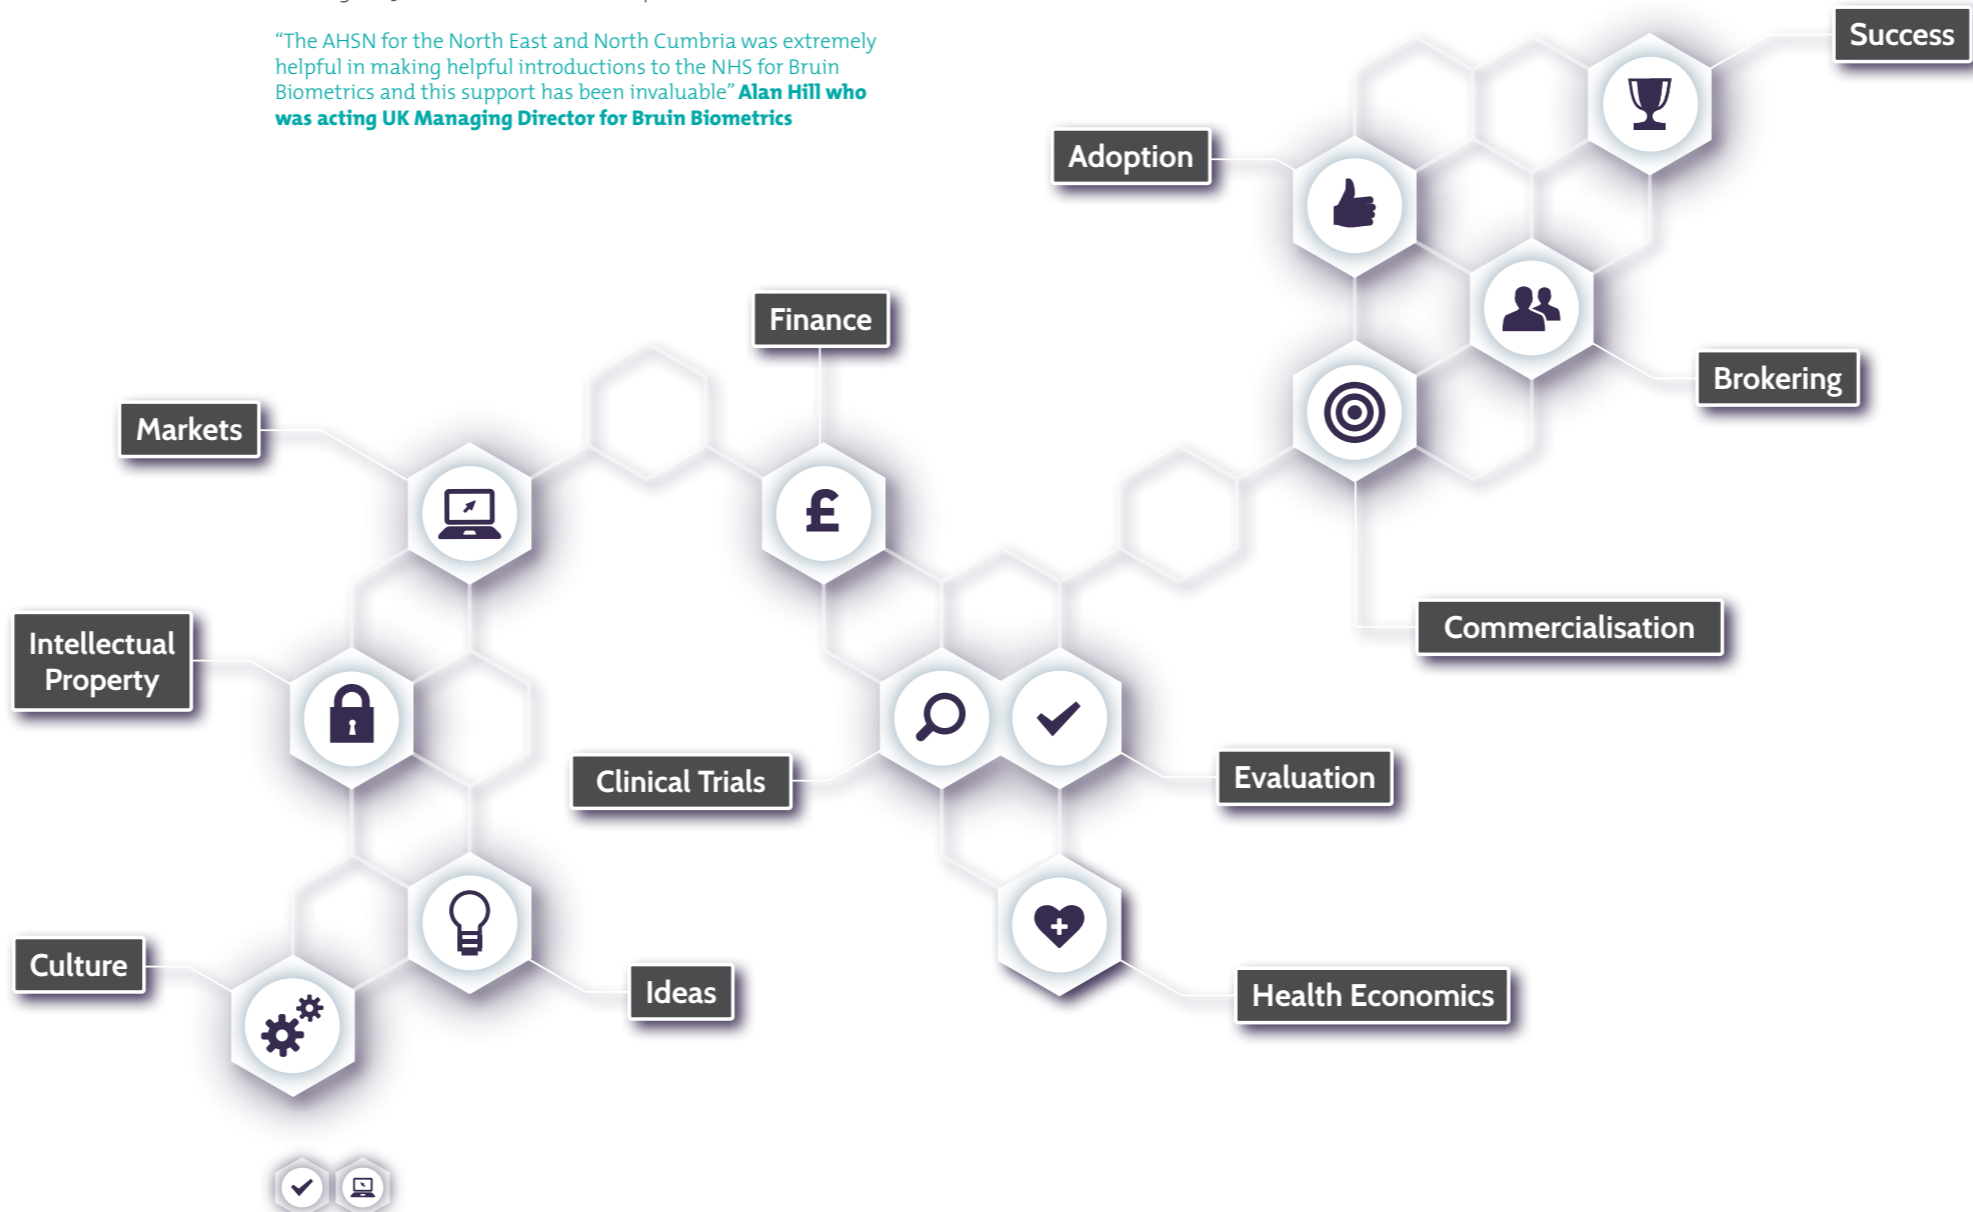 “The AHSN for the North East and North Cumbria was extremely
helpful in making helpful introductions to the NHS for Bruin
Biometrics and this support has been invaluable” Alan Hill who
was acting UK Managing Director for Bruin Biometrics
Success
Adoption
Finance
Brokering
Markets
Intellectual
Property
Commercialisation
Clinical Trials
Evaluation
Culture
Ideas
Health Economics
£